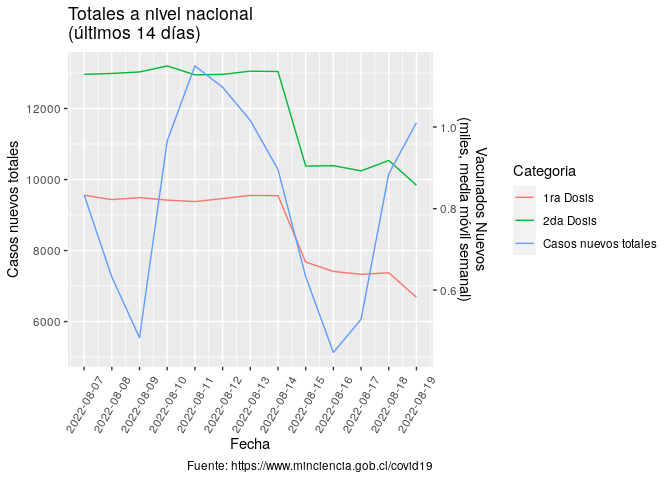 Totales a nivel nacional
(últimos 14 días)
Casos nuevos totales
12000
10000
8000
6000
1.0
0.8
0.6
Vacunados Nuevos
(miles, media móvil semanal)
2022-08-07
2022-08-08
2022-08-09
2022-08-10
2022-08-11
2022-08-12
2022-08-13
2022-08-14
2022-08-15
2022-08-16
2022-08-17
2022-08-18
2022-08-19
Fecha
Categoria
1ra Dosis
2da Dosis
Casos nuevos totales
Fuente: https://www.minciencia.gob.cl/covid19